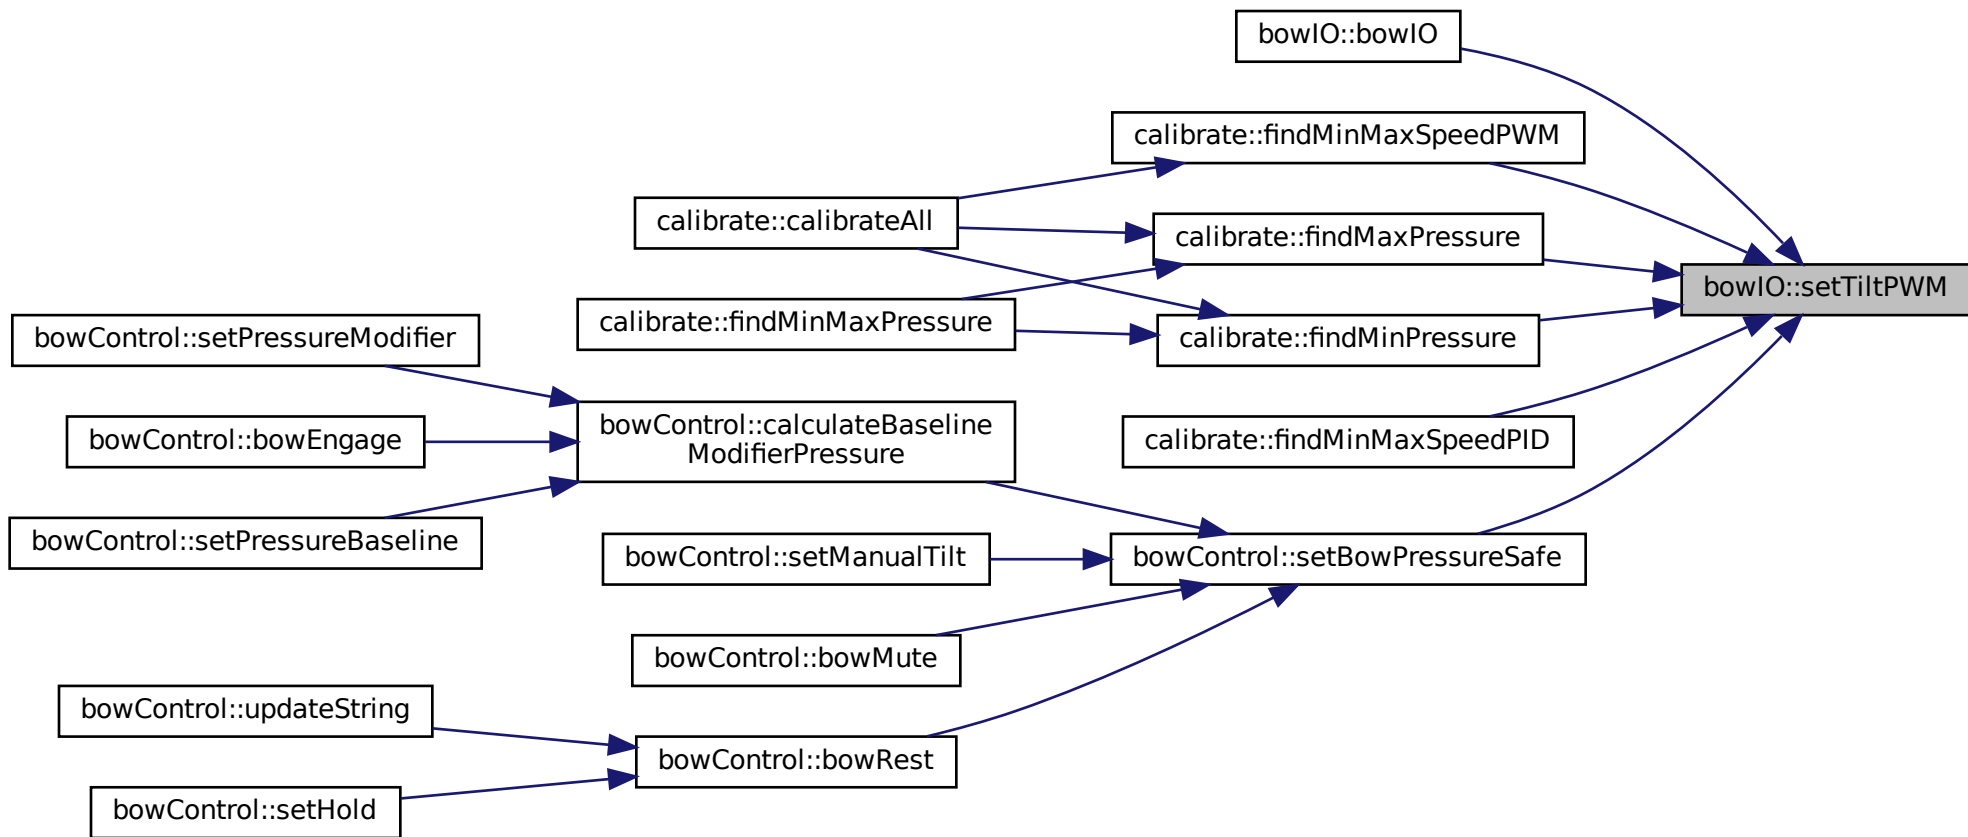 bowIO::bowIO
calibrate::findMinMaxSpeedPWM
calibrate::calibrateAll
calibrate::findMaxPressure
bowIO::setTiltPWM
calibrate::findMinMaxPressure
bowControl::setPressureModifier
calibrate::findMinPressure
bowControl::calculateBaseline
ModifierPressure
bowControl::bowEngage
calibrate::findMinMaxSpeedPID
bowControl::setPressureBaseline
bowControl::setManualTilt
bowControl::setBowPressureSafe
bowControl::bowMute
bowControl::updateString
bowControl::bowRest
bowControl::setHold